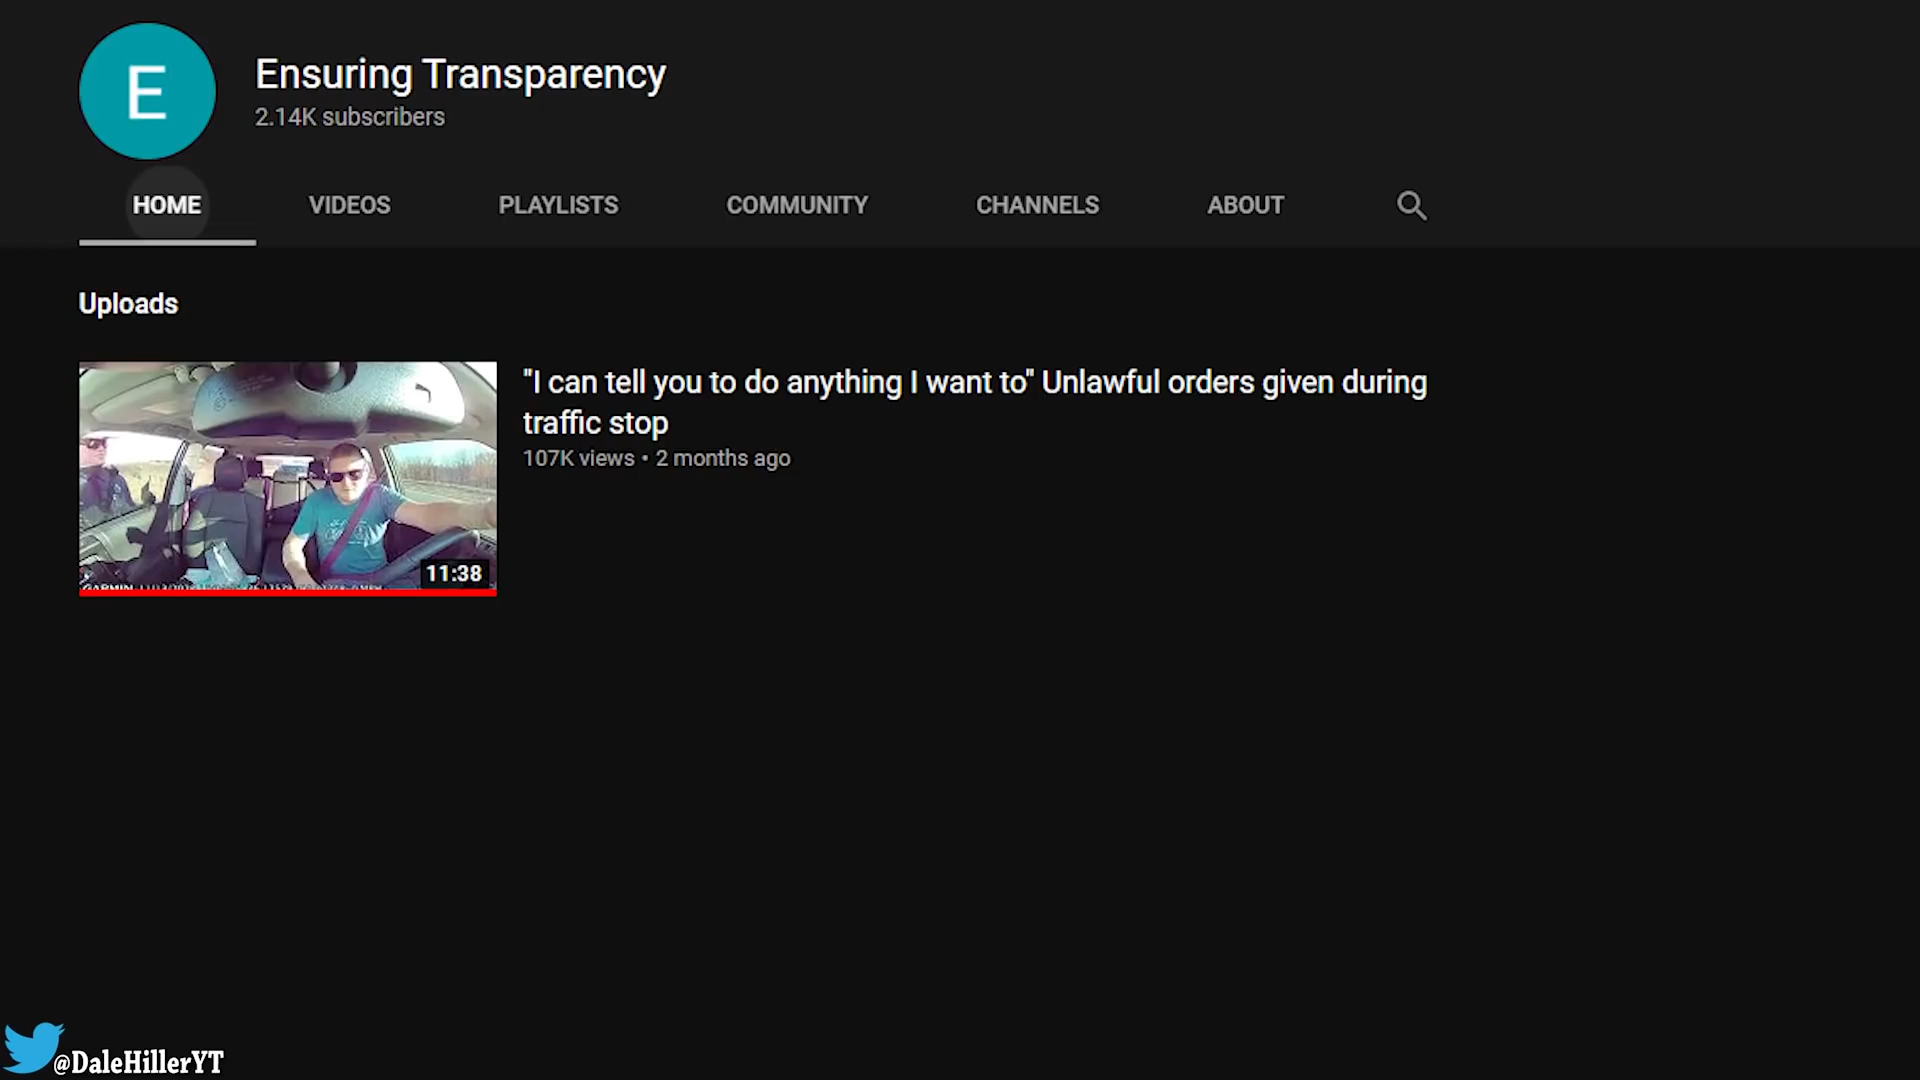 E
Ensuring Transparency
2.14K subscribers
HOME
VIDEOS
PLAYLISTS
COMMUNITY
CHANNELS
ABOUT
Uploads
"I can tell you to do anything I want to" Unlawful orders given during
traffic stop
107K views • 2 months ago
11:38
GARMIN
@DaleHillerYT